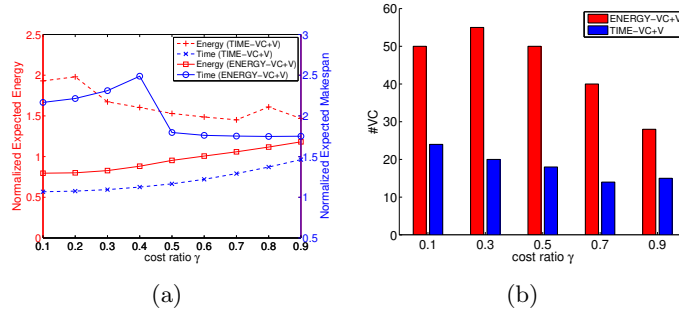 Energy (TIME-VC+V)
Time (TIME-VC+V)
Energy (ENERGY-VC+V)
Time (ENERGY-VC+V)
Normalized Expected Energy
2.5
2
1.5
1
0.5
0
Normalized Expected Makespan
3
2.5
2
1.5
1
0.5
0.1 0.2 0.3 0.4 0.5 0.6 0.7 0.8 0.9
cost ratio γ
(a)
ENERGY-VC+V
TIME-VC+V
#VC
60
50
40
30
20
10
0
0.1 0.3 0.5 0.7 0.9
cost ratio γ
(b)